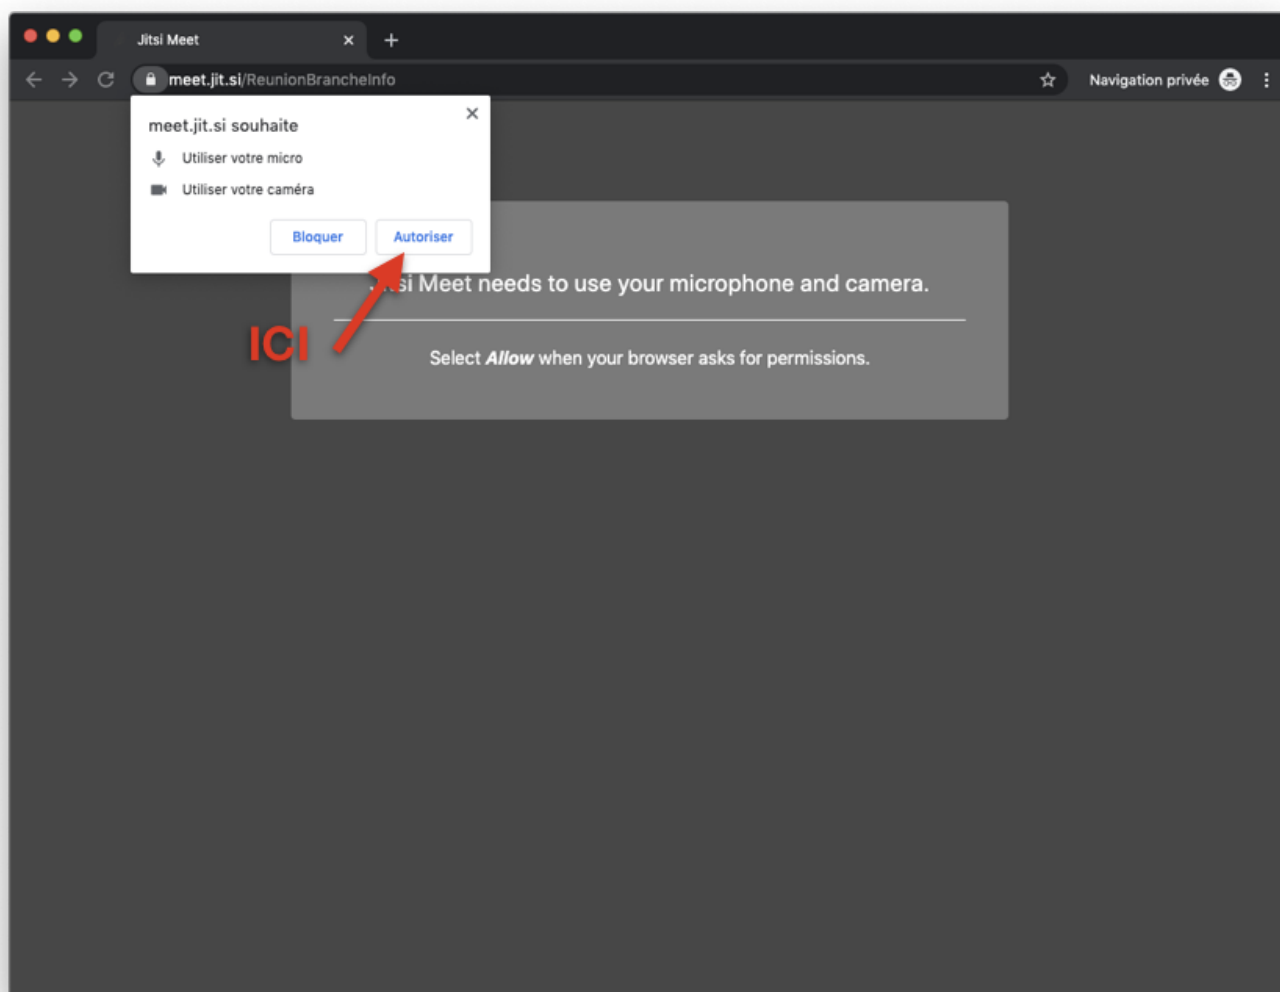 Jitsi Meet
meet.jit.si/ReunionBrancheInfo
Navigation privée
meet.jit.si souhaite
Utiliser votre micro
Utiliser votre caméra
Bloquer
Autoriser
Jitsi Meet needs to use your microphone and camera.
ICI
Select Allow when your browser asks for permissions.